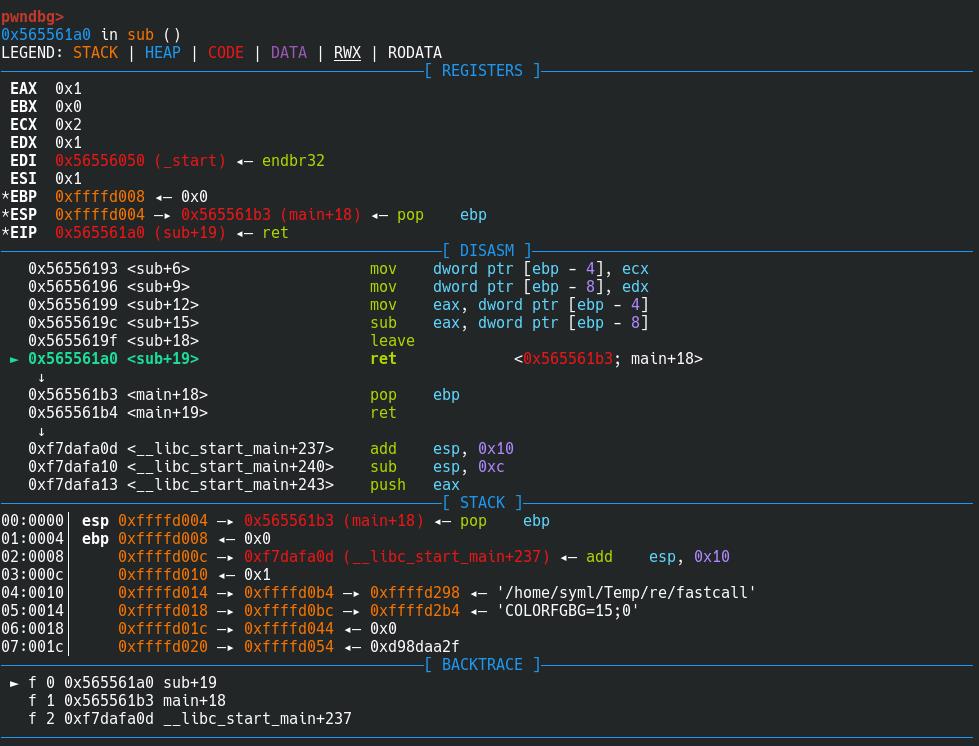 pwndbg>
0x565561a0 in sub ()
LEGEND: STACK | HEAP | CODE | DATA | RWX | RODATA
[ REGISTERS ]
EAX  0x1
EBX  0x0
ECX  0x2
EDX  0x1
EDI  0x56556050 (_start) ◂— endbr32
ESI  0x1
*EBP  0xffffd008 ◂— 0x0
*ESP  0xffffd004 —▸ 0x565561b3 (main+18) ◂— pop    ebp
*EIP  0x565561a0 (sub+19) ◂— ret
[ DISASM ]
0x56556193 <sub+6>                    mov    dword ptr [ebp - 4], ecx
0x56556196 <sub+9>                    mov    dword ptr [ebp - 8], edx
0x56556199 <sub+12>                   mov    eax, dword ptr [ebp - 4]
0x5655619c <sub+15>                   sub    eax, dword ptr [ebp - 8]
0x5655619f <sub+18>                   leave
► 0x565561a0 <sub+19>                   ret             <0x565561b3; main+18>
↓
0x565561b3 <main+18>                  pop    ebp
0x565561b4 <main+19>                  ret
↓
0xf7dafa0d <__libc_start_main+237>    add    esp, 0x10
0xf7dafa10 <__libc_start_main+240>    sub    esp, 0xc
0xf7dafa13 <__libc_start_main+243>    push   eax
[ STACK ]
00:0000│ esp 0xffffd004 —▸ 0x565561b3 (main+18) ◂— pop    ebp
01:0004│ ebp 0xffffd008 ◂— 0x0
02:0008│     0xffffd00c —▸ 0xf7dafa0d (__libc_start_main+237) ◂— add    esp, 0x10
03:000c│     0xffffd010 ◂— 0x1
04:0010│     0xffffd014 —▸ 0xffffd0b4 —▸ 0xffffd298 ◂— '/home/syml/Temp/re/fastcall'
05:0014│     0xffffd018 —▸ 0xffffd0bc —▸ 0xffffd2b4 ◂— 'COLORFGBG=15;0'
06:0018│     0xffffd01c —▸ 0xffffd044 ◂— 0x0
07:001c│     0xffffd020 —▸ 0xffffd054 ◂— 0xd98daa2f
[ BACKTRACE ]
► f 0 0x565561a0 sub+19
f 1 0x565561b3 main+18
f 2 0xf7dafa0d __libc_start_main+237